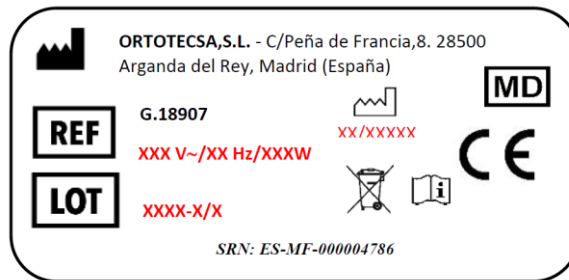 ORTOTECSA,S.L. - C/Peña de Francia,8. 28500
Arganda del Rey, Madrid (España)
MD
REF
G.18907
XXX V~/XX Hz/XXXW
XX/XXXXX
CE
LOT
XXXX-X/X
i
SRN: ES-MF-000004786